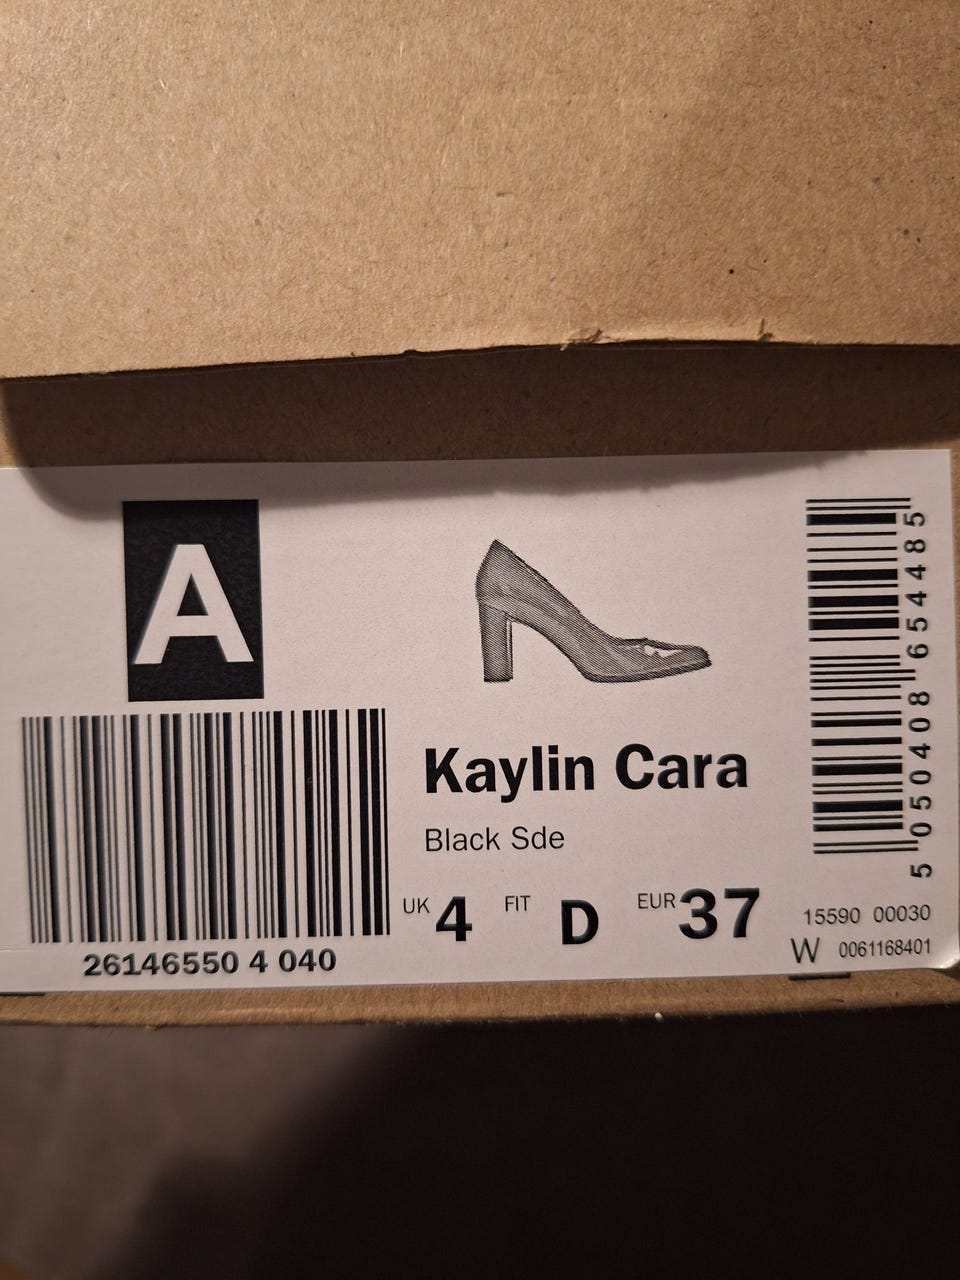 A
26146550 4 040
Kaylin Cara
Black Sde
UK 4 FIT D EUR 37
5 050408 654485
15590 00030
W 0061168401